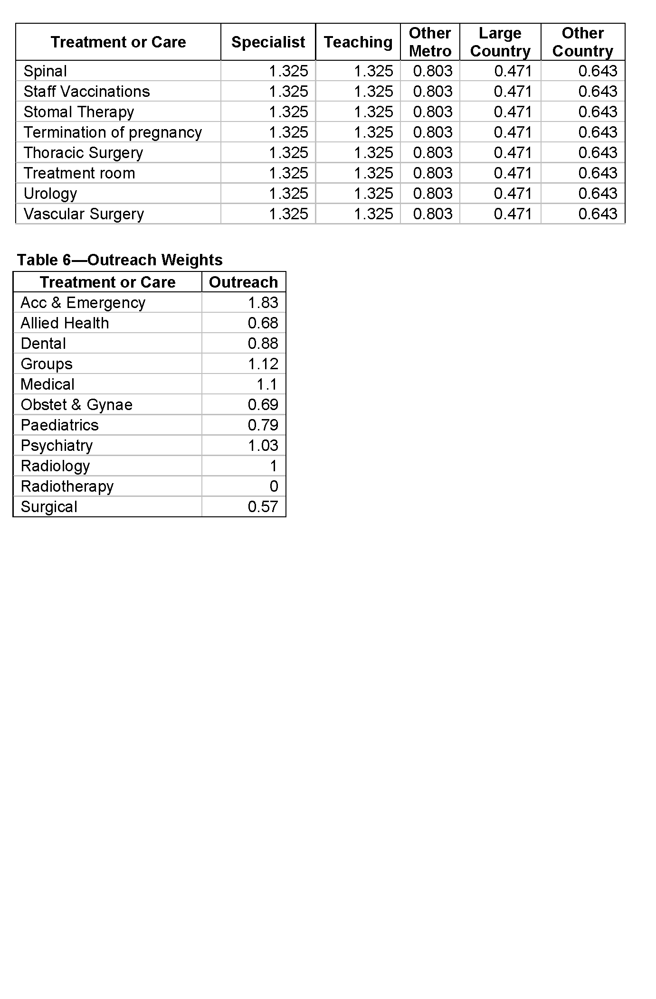 Treatment or Care Specialist Teaching Other Metro Large Country Other Country
Spinal 1.325 1.325 0.803 0.471 0.643
Staff Vaccinations 1.325 1.325 0.803 0.471 0.643
Stomal Therapy 1.325 1.325 0.803 0.471 0.643
Termination of pregnancy 1.325 1.325 0.803 0.471 0.643
Thoracic Surgery 1.325 1.325 0.803 0.471 0.643
Treatment room 1.325 1.325 0.803 0.471 0.643
Urology 1.325 1.325 0.803 0.471 0.643
Vascular Surgery 1.325 1.325 0.803 0.471 0.643
Table 6—Outreach Weights
Treatment or Care Outreach
Acc & Emergency 1.83
Allied Health 0.68
Dental 0.88
Groups 1.12
Medical 1.1
Obstet & Gynae 0.69
Paediatrics 0.79
Psychiatry 1.03
Radiology 1
Radiotherapy 0
Surgical 0.57